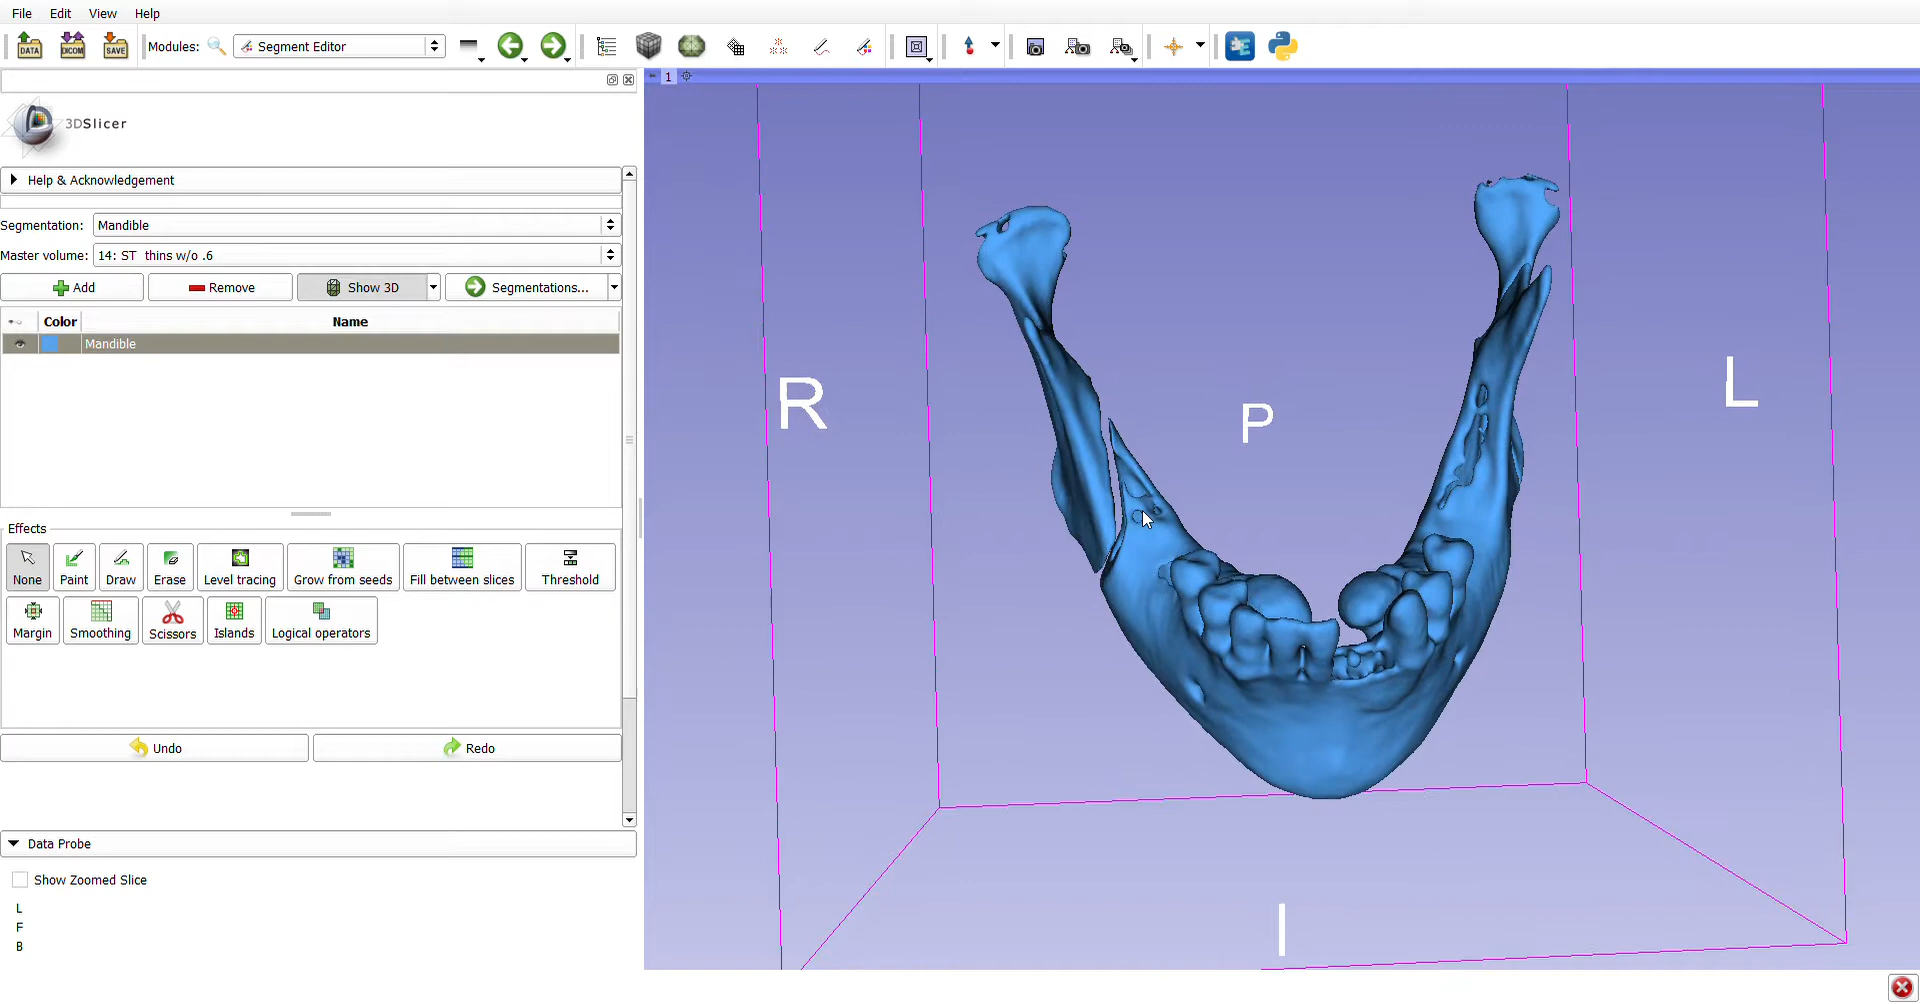 File Edit View Help
DATA DICOM SAVE Modules: Segment Editor
1
3DSlicer
Help & Acknowledgement
Segmentation: Mandible
Master volume: 14: ST thins w/o .6
Add Remove Show 3D Segmentations...
Color Name
Mandible
Effects
None Paint Draw Erase Level tracing Grow from seeds Fill between slices Threshold
Margin Smoothing Scissors Islands Logical operators
Undo Redo
Data Probe
Show Zoomed Slice
L
F
B
R P L
I